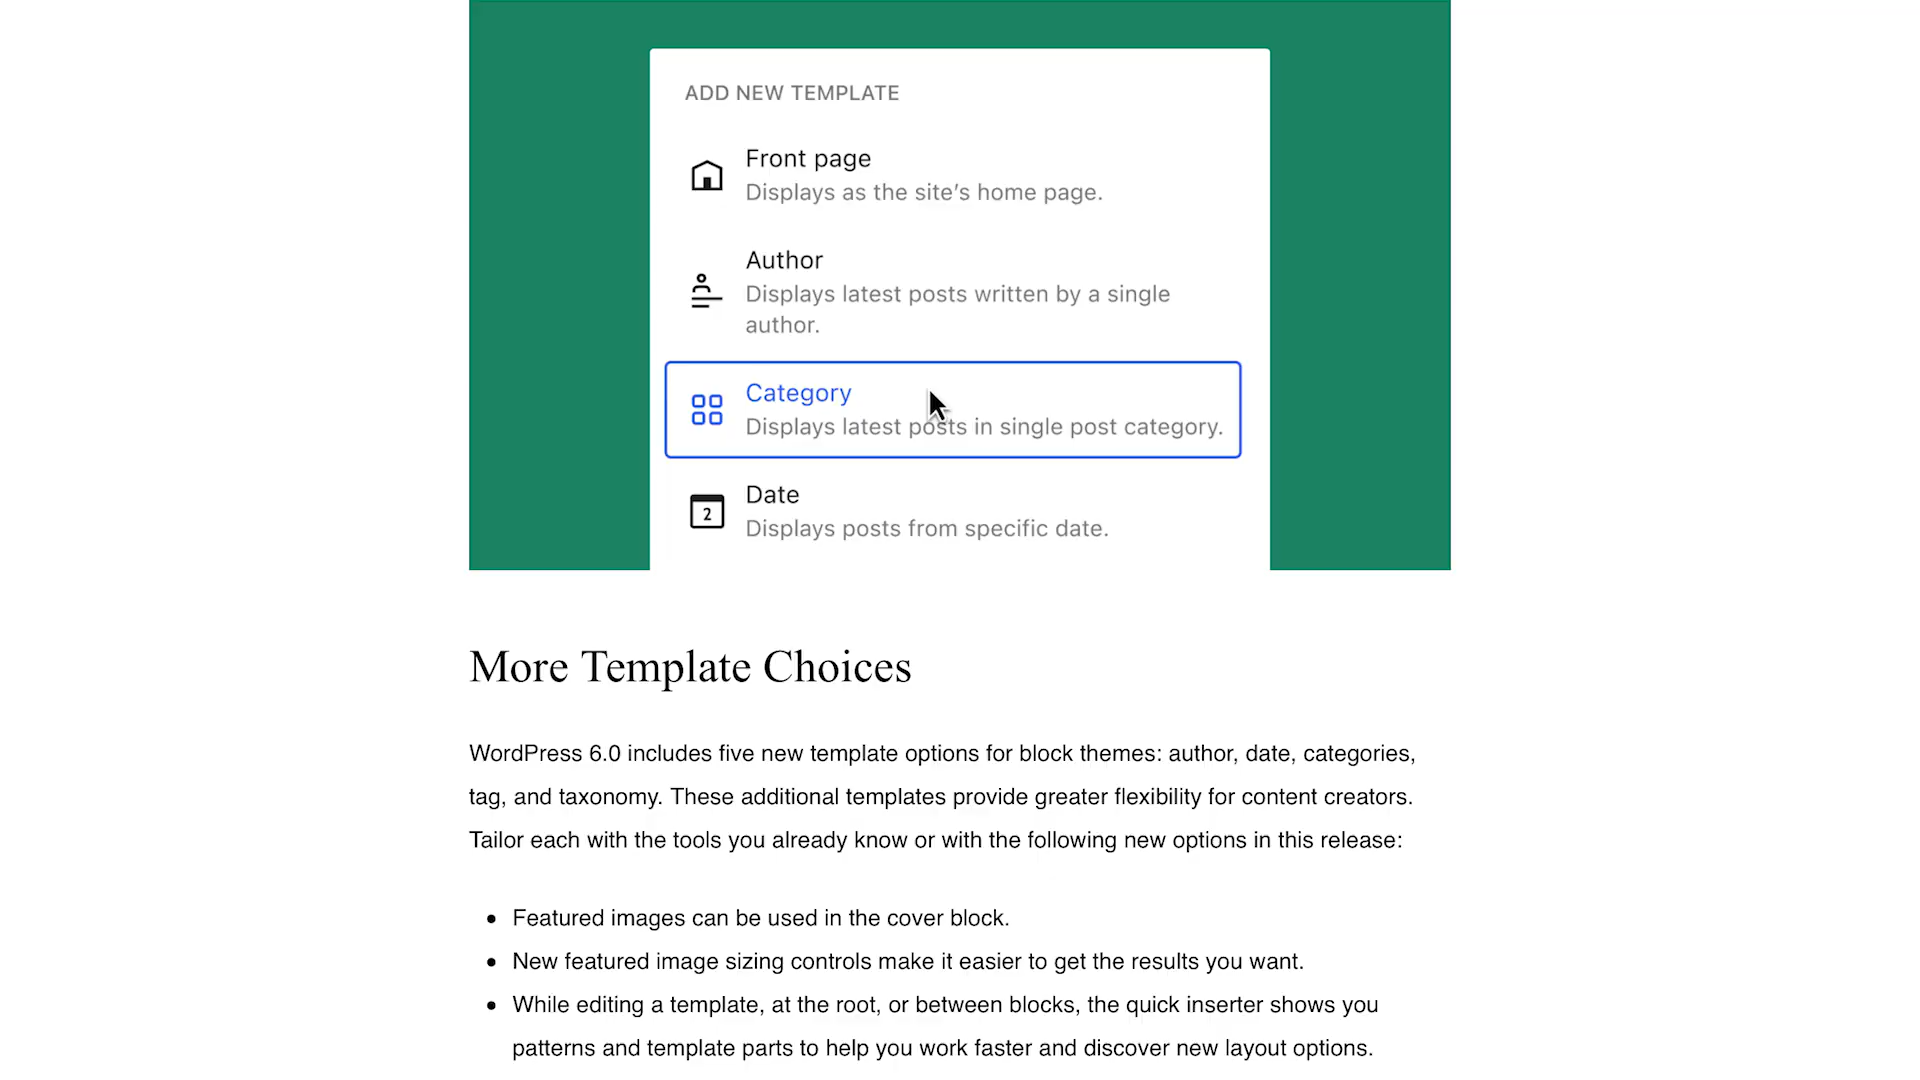 ADD NEW TEMPLATE
Front page
Displays as the site’s home page.
Author
Displays latest posts written by a single
author.
Category
Displays latest posts in single post category.
2
Date
Displays posts from specific date.
More Template Choices
WordPress 6.0 includes five new template options for block themes: author, date, categories,
tag, and taxonomy. These additional templates provide greater flexibility for content creators.
Tailor each with the tools you already know or with the following new options in this release:
• Featured images can be used in the cover block.
• New featured image sizing controls make it easier to get the results you want.
• While editing a template, at the root, or between blocks, the quick inserter shows you
patterns and template parts to help you work faster and discover new layout options.